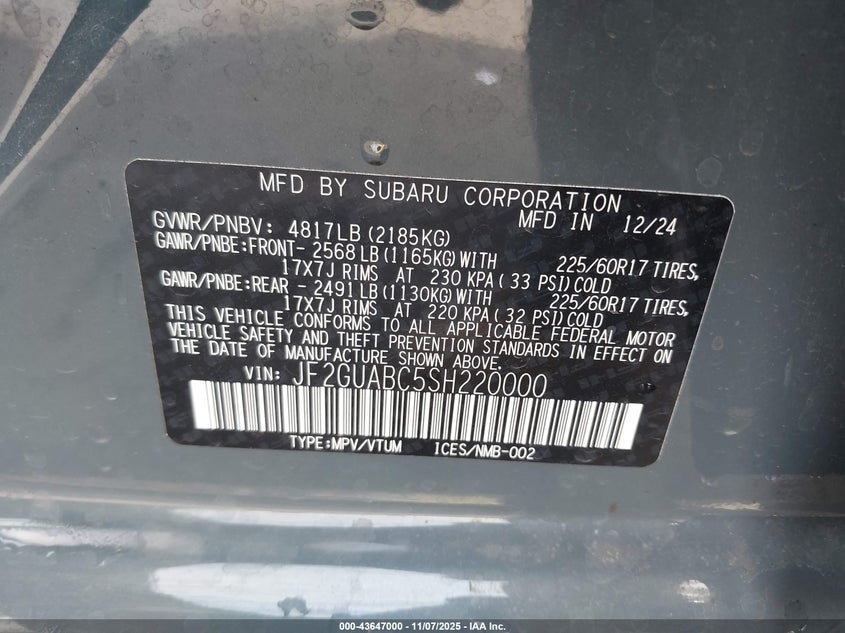 MFD BY SUBARU CORPORATION
MFD IN 12/24
GVWR/PNBV: 4817LB (2185KG)
GAWR/PNBE:FRONT- 2568 LB (1165KG) WITH 225/60R17 TIRES,
17X7J RIMS AT 230 KPA ( 33 PSI) COLD
GAWR/PNBE:REAR - 2491 LB (1130KG) WITH 225/60R17 TIRES,
17X7J RIMS AT 220 KPA ( 32 PSI) COLD
THIS VEHICLE CONFORMS TO ALL APPLICABLE FEDERAL MOTOR
VEHICLE SAFETY AND THEFT PREVENTION STANDARDS IN EFFECT ON
THE DATE OF MANUFACTURE SHOWN ABOVE.
VIN: JF2GUABC5SH220000
TYPE:MPV/VTUM ICES/NMB-002
000-43647000 - 11/07/2025 - IAA Inc.